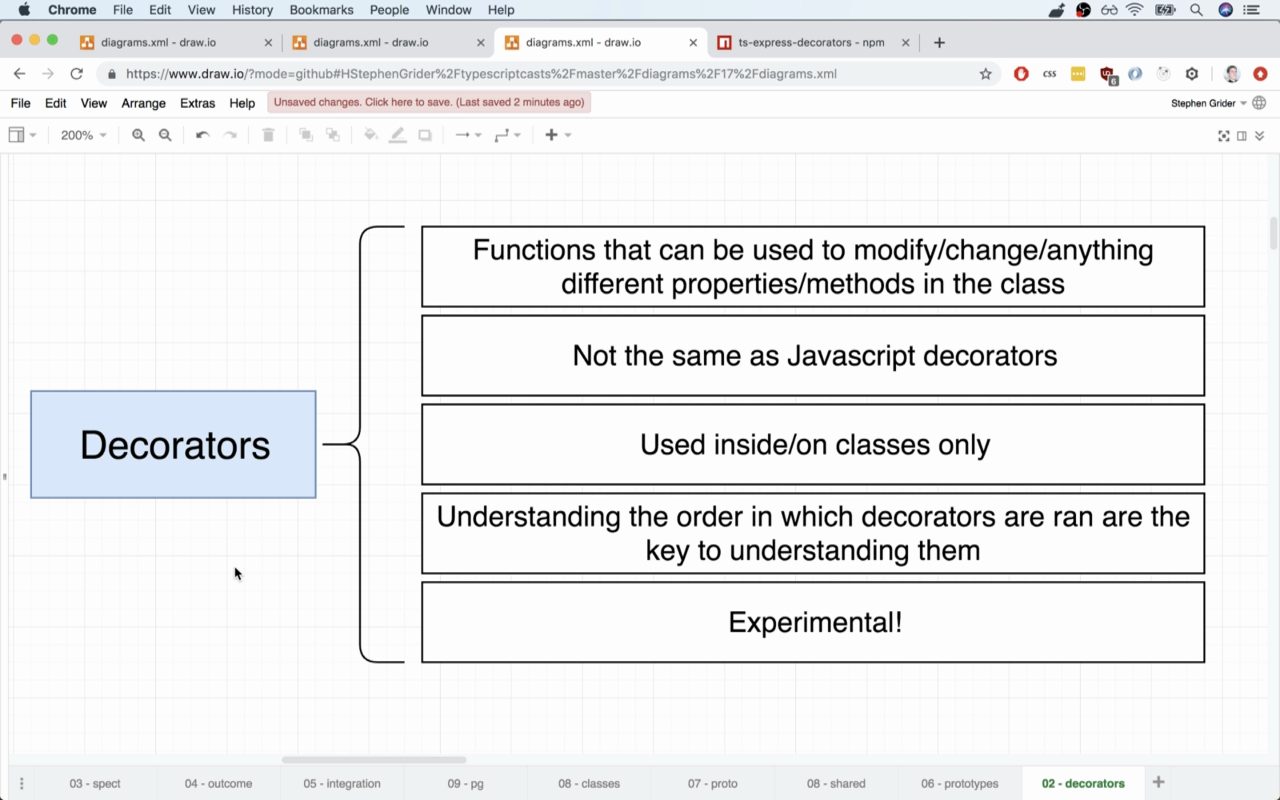 Chrome File Edit View History Bookmarks People Window Help
diagrams.xml - draw.io diagrams.xml - draw.io diagrams.xml - draw.io ts-express-decorators - npm
https://www.draw.io/?mode=github#HStephenGrider%2Ftypescriptcasts%2Fmaster%2Fdiagrams%2F17%2Fdiagrams.xml CSS 6
File Edit View Arrange Extras Help Unsaved changes. Click here to save. (Last saved 2 minutes ago) Stephen Grider
200%
Functions that can be used to modify/change/anything
different properties/methods in the class
Not the same as Javascript decorators
Decorators
Used inside/on classes only
Understanding the order in which decorators are ran are the
key to understanding them
Experimental!
03 - spect 04 - outcome 05 - integration 09 - pg 08 - classes 07 - proto 08 - shared 06 - prototypes 02 - decorators